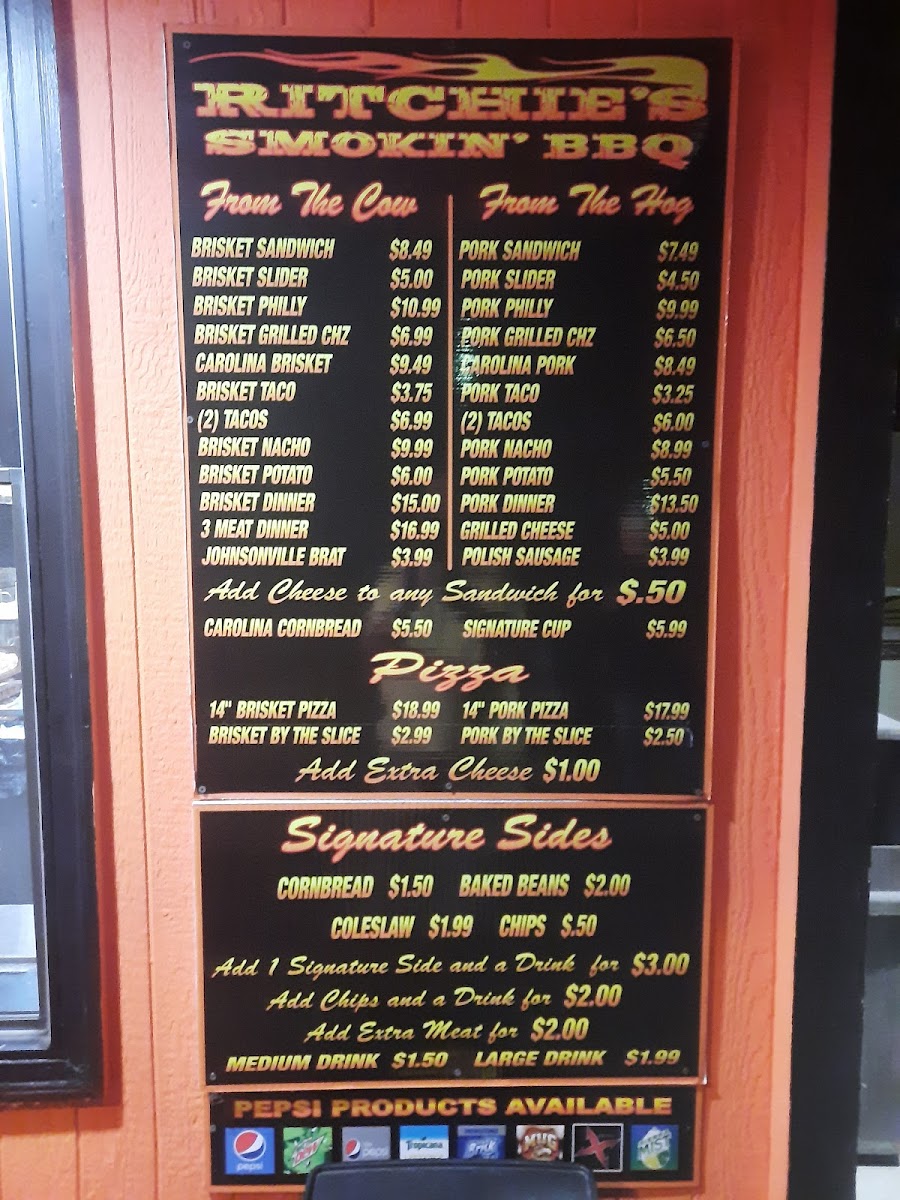 RITCHIE'S
SMOKIN' BBQ
From The Cow
BRISKET SANDWICH $8.49
BRISKET SLIDER $5.00
BRISKET PHILLY $10.99
BRISKET GRILLED CHZ $6.99
CAROLINA BRISKET $9.49
BRISKET TACO $3.75
(2) TACOS $6.99
BRISKET NACHO $9.99
BRISKET POTATO $6.00
BRISKET DINNER $15.00
3 MEAT DINNER $16.99
JOHNSONVILLE BRAT $3.99
From The Hog
PORK SANDWICH $7.49
PORK SLIDER $4.50
PORK PHILLY $9.99
PORK GRILLED CHZ $6.50
CAROLINA PORK $8.49
PORK TACO $3.25
(2) TACOS $6.00
PORK NACHO $8.99
PORK POTATO $5.50
PORK DINNER $13.50
GRILLED CHEESE $5.00
POLISH SAUSAGE $3.99
Add Cheese to any Sandwich for $.50
CAROLINA CORNBREAD $5.50 SIGNATURE CUP $5.99
Pizza
14" BRISKET PIZZA $18.99 14" PORK PIZZA $17.99
BRISKET BY THE SLICE $2.99 PORK BY THE SLICE $2.50
Add Extra Cheese $1.00
Signature Sides
CORNBREAD $1.50 BAKED BEANS $2.00
COLESLAW $1.99 CHIPS $.50
Add 1 Signature Side and a Drink for $3.00
Add Chips and a Drink for $2.00
Add Extra Meat for $2.00
MEDIUM DRINK $1.50 LARGE DRINK $1.99
PEPSI PRODUCTS AVAILABLE
pepsi Dew pepsi Tropicana MUG MIST